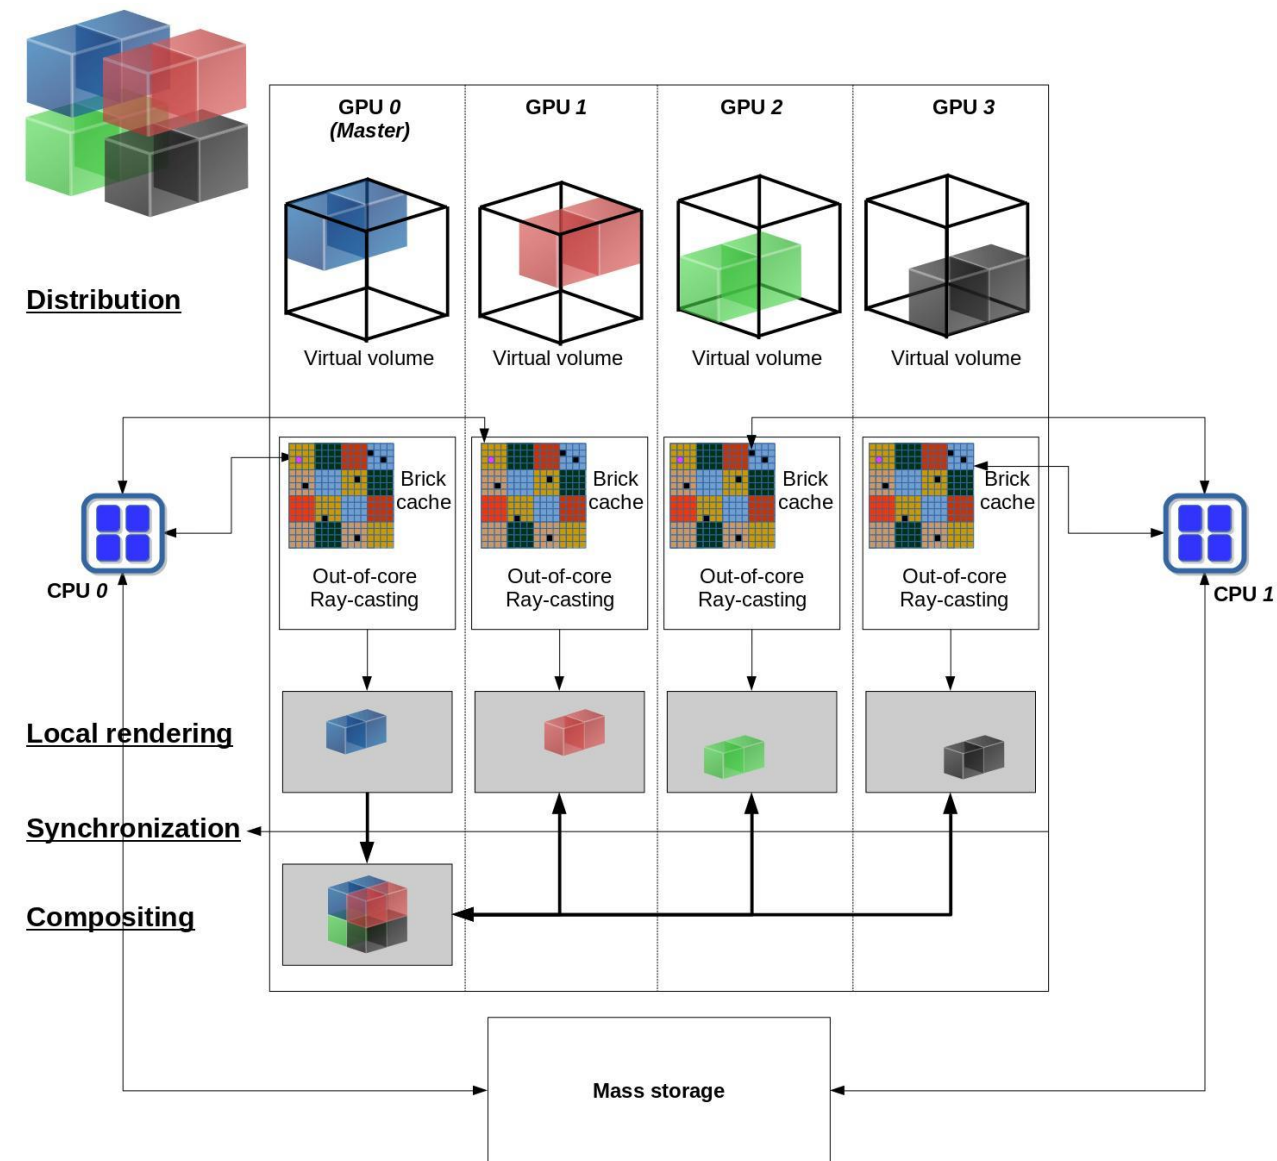 GPU 0
(Master)
GPU 1
GPU 2
GPU 3
Distribution
Virtual volume
Virtual volume
Virtual volume
Virtual volume
Brick
cache
Out-of-core
Ray-casting
Brick
cache
Out-of-core
Ray-casting
Brick
cache
Out-of-core
Ray-casting
Brick
cache
Out-of-core
Ray-casting
CPU 0
CPU 1
Local rendering
Synchronization
Compositing
Mass storage